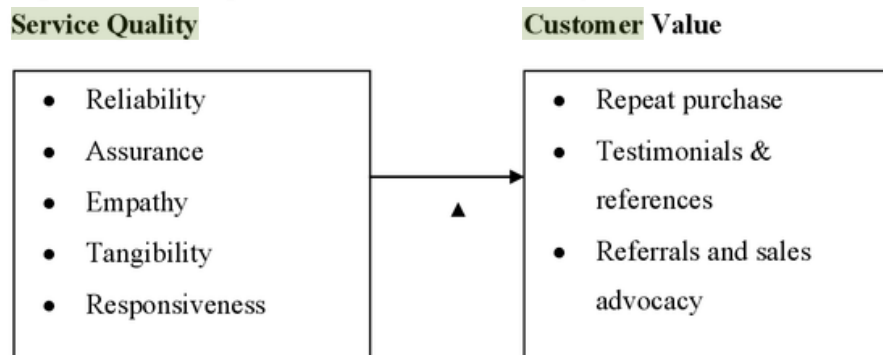 Service Quality
Customer Value
• Reliability
• Assurance
• Empathy
• Tangibility
• Responsiveness
• Repeat purchase
• Testimonials &
references
• Referrals and sales
advocacy